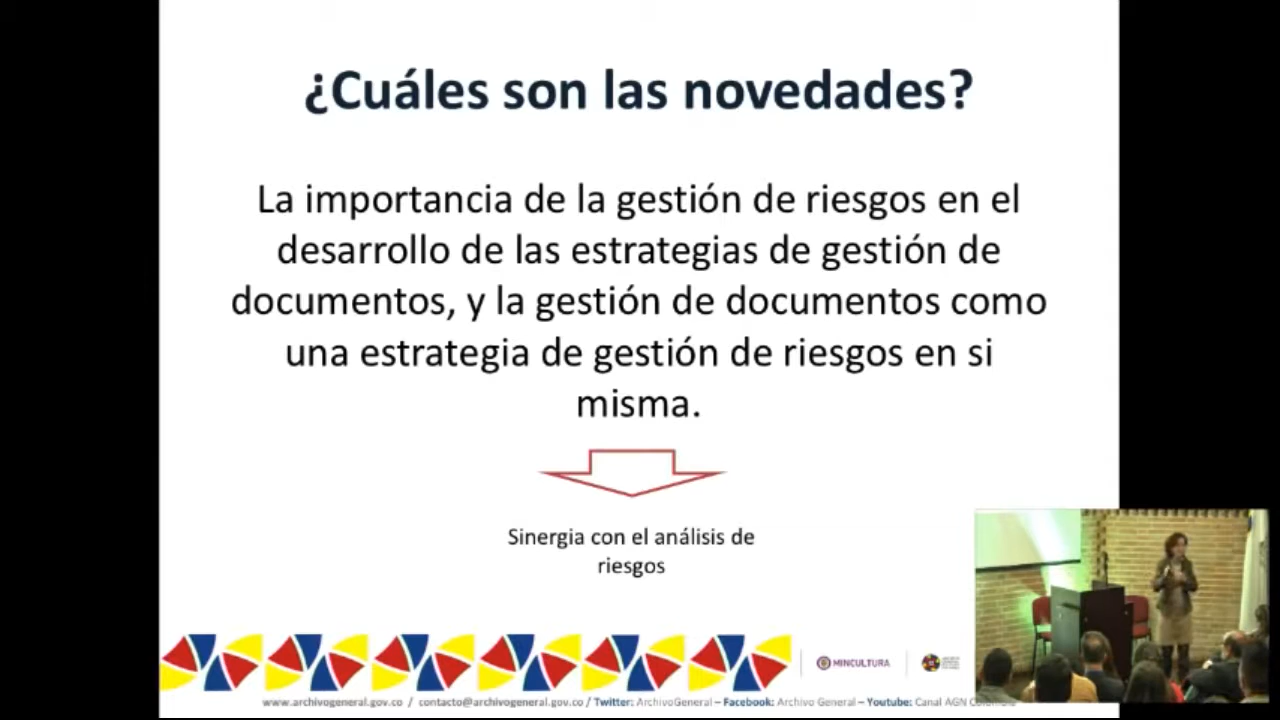 ¿Cuáles son las novedades?
La importancia de la gestión de riesgos en el
desarrollo de las estrategias de gestión de
documentos, y la gestión de documentos como
una estrategia de gestión de riesgos en si
misma.
Sinergia con el análisis de
riesgos
MINCULTURA
www.archivogeneral.gov.co / contacto@archivogeneral.gov.co / Twitter: ArchivoGeneral – Facebook: Archivo General – Youtube: Canal AGN Colombia